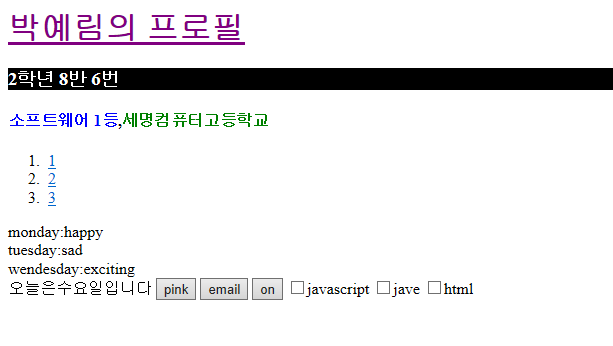 박예림의 프로필
2학년 8반 6번
소프트웨어 1등,세명컴퓨터고등학교
1. 1
2. 2
3. 3
monday:happy
tuesday:sad
wendesday:exciting
오늘은수요일입니다 pink email on javascript jave html